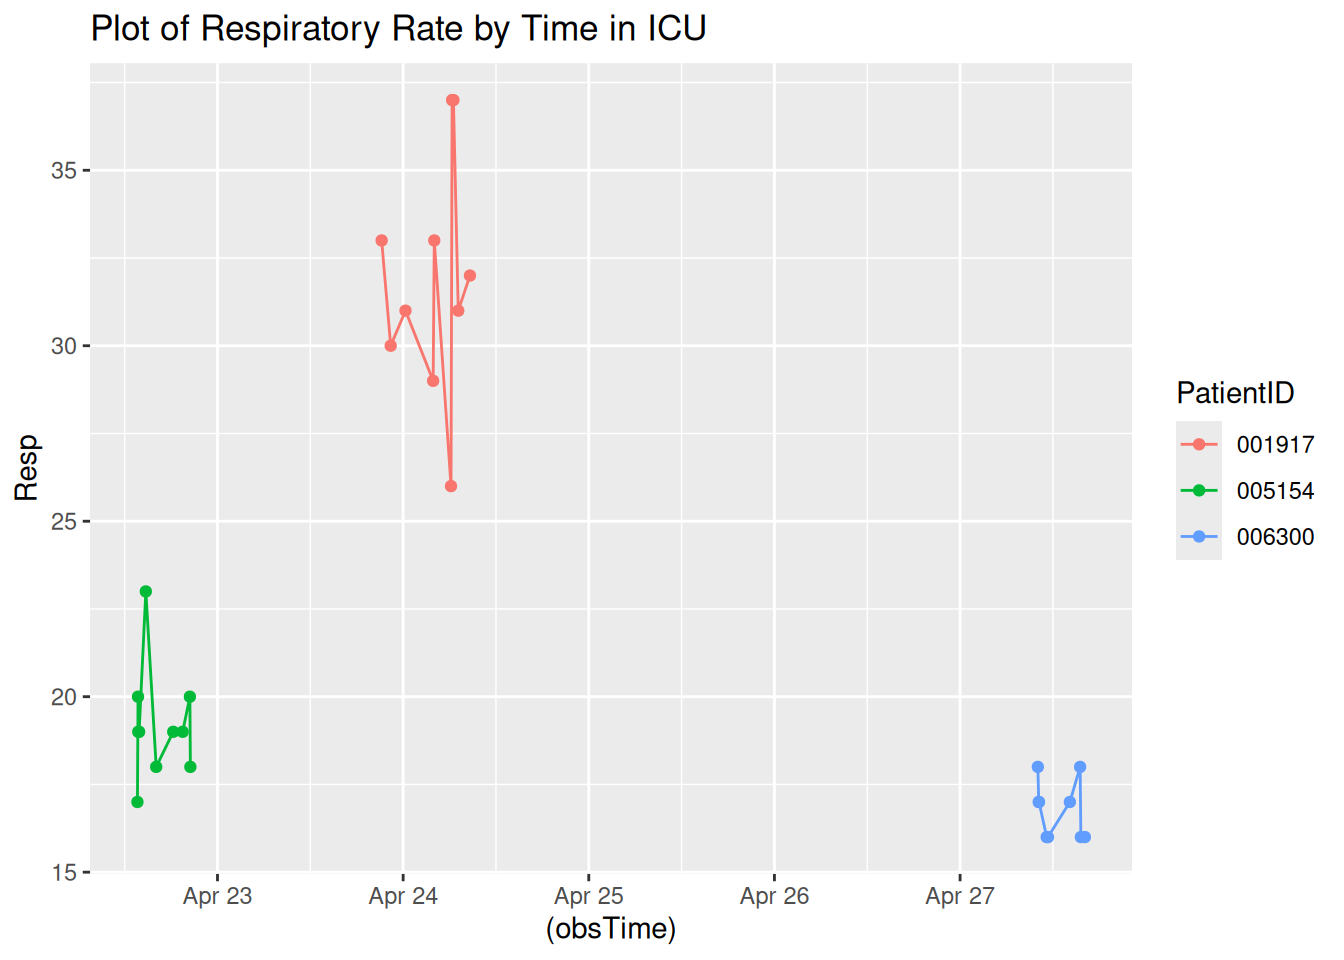 Plot of Respiratory Rate by Time in ICU
Resp
35
30
25
20
15
Apr 23 Apr 24 Apr 25 Apr 26 Apr 27
(obsTime)
PatientID
001917
005154
006300